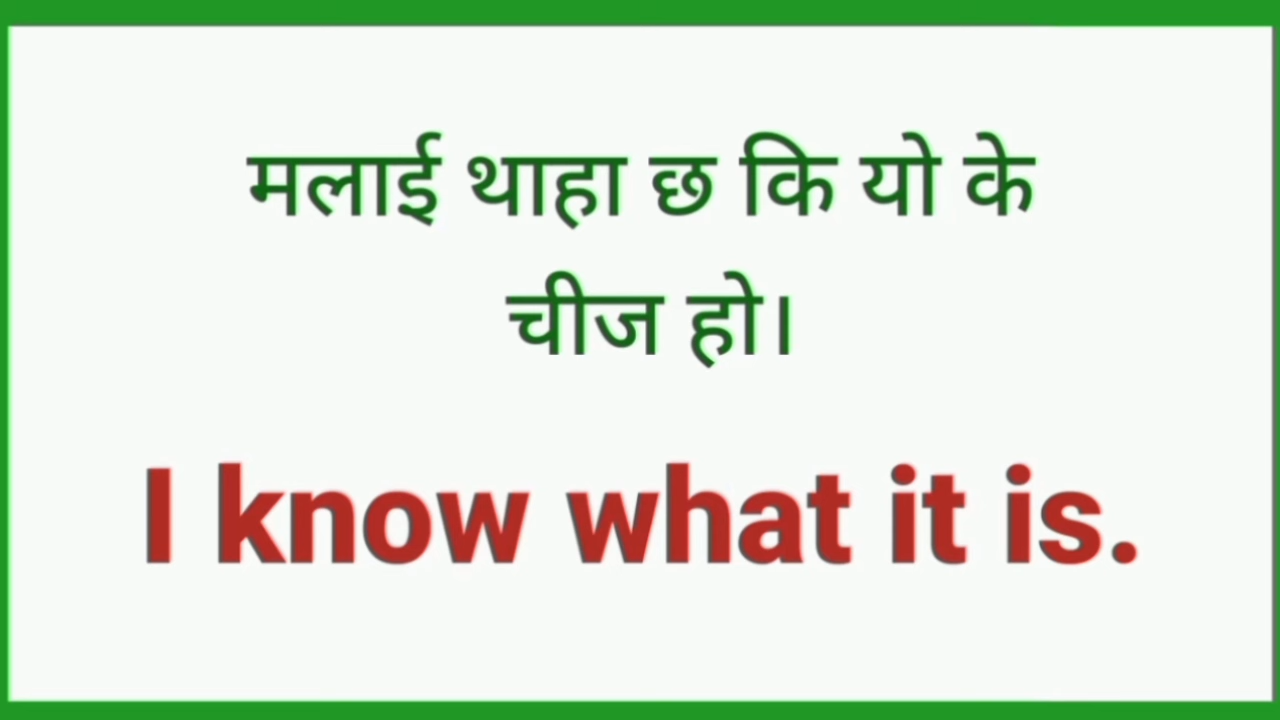 मलाई थाहा छ कि यो के
चीज हो।
I know what it is.